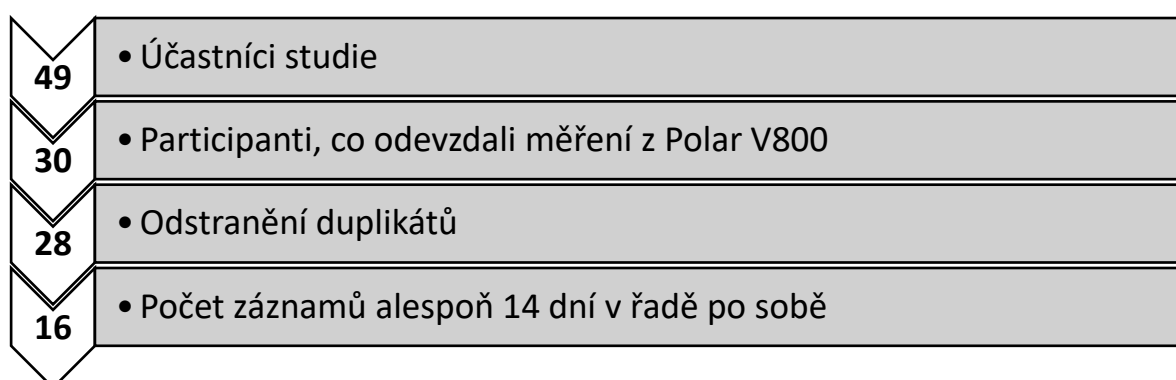 49
• Účastníci studie
30
• Participanti, co odevzdali měření z Polar V800
28
• Odstranění duplikátů
16
• Počet záznamů alespoň 14 dní v řadě po sobě